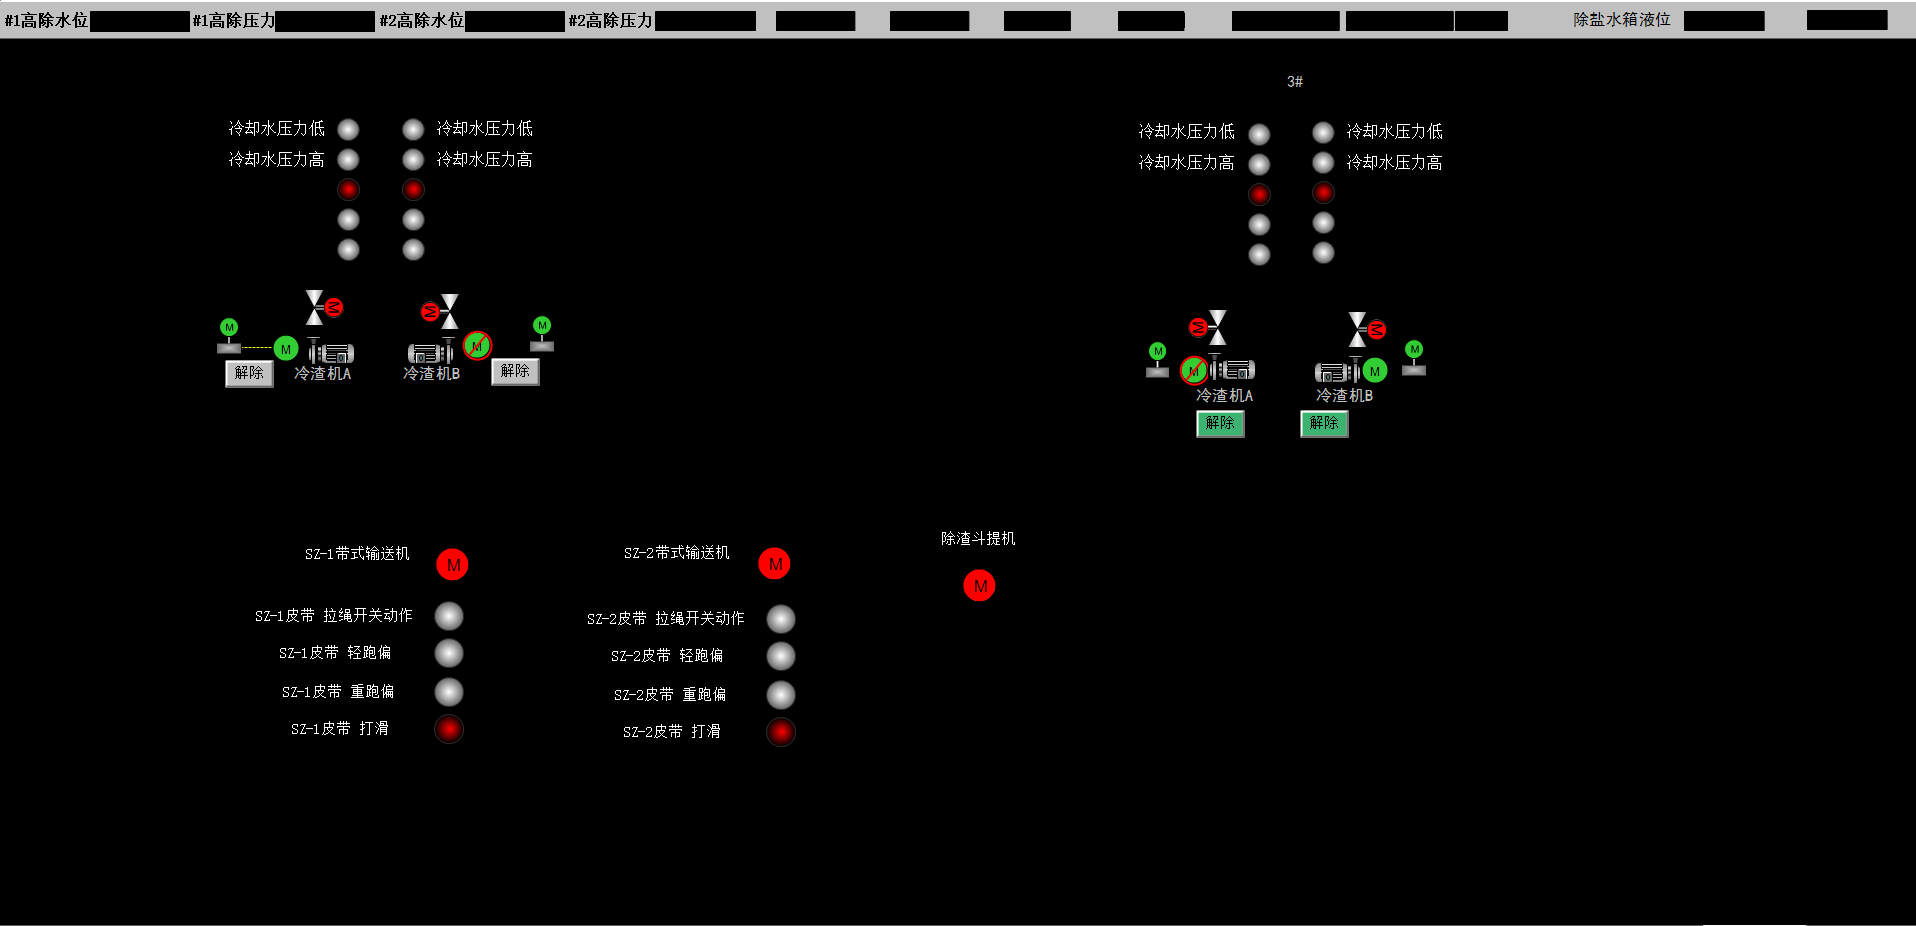 #1高除水位 #1高除压力 #2高除水位 #2高除压力 除盐水箱液位
3#
冷却水压力低 冷却水压力低 冷却水压力低 冷却水压力低
冷却水压力高 冷却水压力高 冷却水压力高 冷却水压力高
M M
M M M M
M M M M
M M M M
解除 冷渣机A 冷渣机B 解除
冷渣机A 冷渣机B
解除 解除
除渣斗提机
SZ-1带式输送机 M SZ-2带式输送机 M
M
SZ-1皮带 拉绳开关动作 SZ-2皮带 拉绳开关动作
SZ-1皮带 轻跑偏 SZ-2皮带 轻跑偏
SZ-1皮带 重跑偏 SZ-2皮带 重跑偏
SZ-1皮带 打滑 SZ-2皮带 打滑